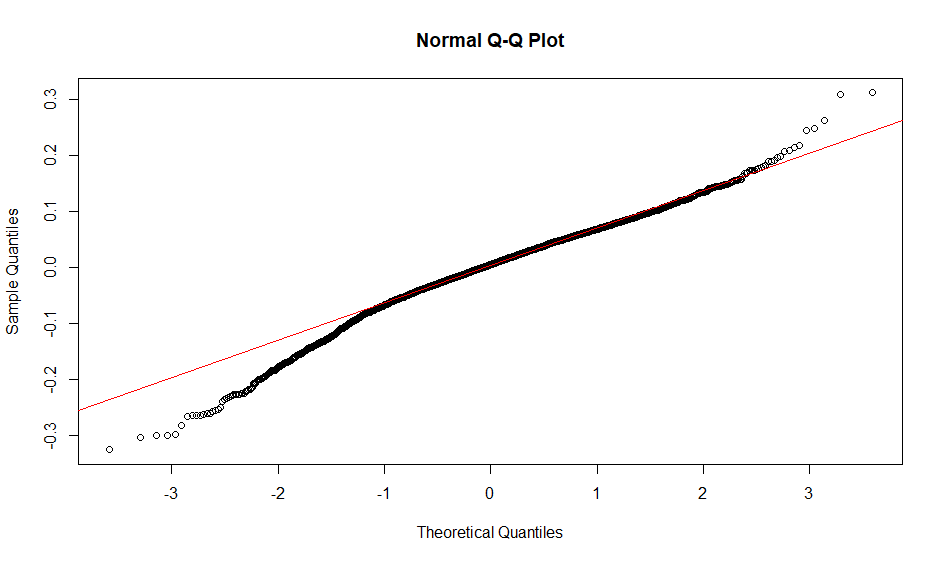 Normal Q-Q Plot
Sample Quantiles
0.3
0.2
0.1
0.0
-0.1
-0.2
-0.3
-3 -2 -1 0 1 2 3
Theoretical Quantiles